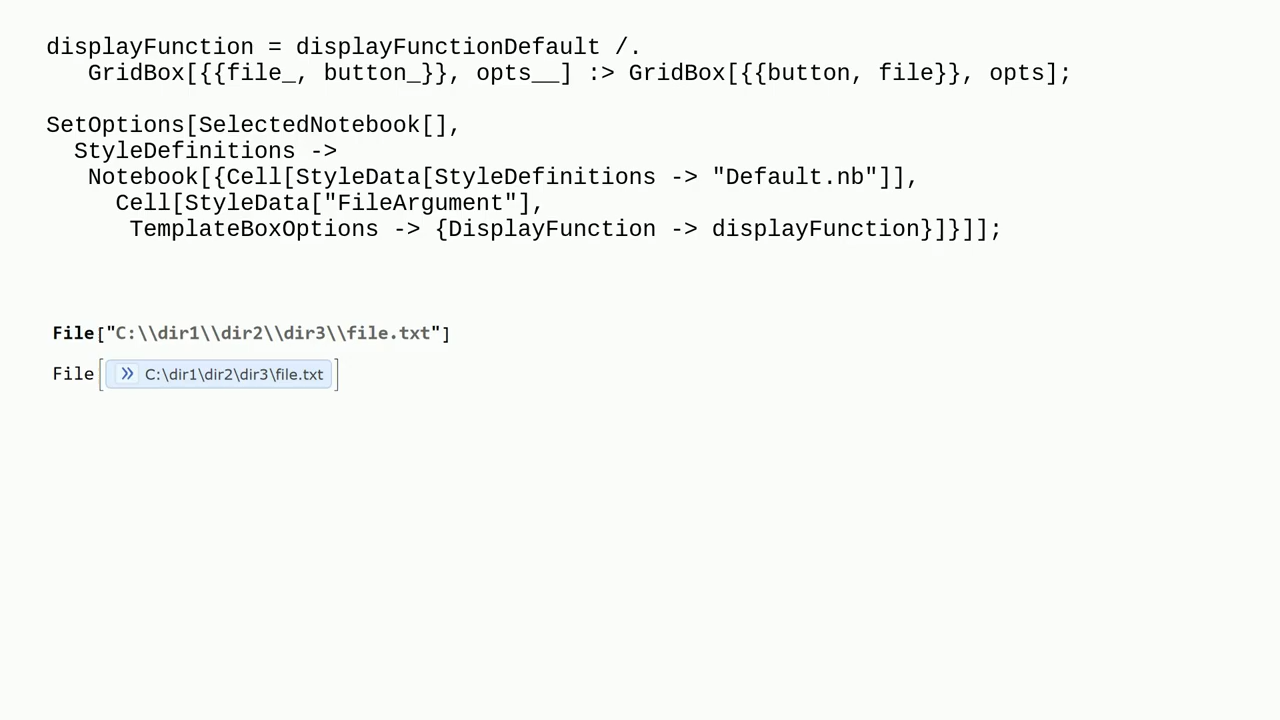 displayFunction = displayFunctionDefault /.
GridBox[{{file_, button_}}, opts__] :> GridBox[{{button, file}}, opts];
SetOptions[SelectedNotebook[],
StyleDefinitions ->
Notebook[{Cell[StyleData[StyleDefinitions -> "Default.nb"]],
Cell[StyleData["FileArgument"],
TemplateBoxOptions -> {DisplayFunction -> displayFunction}]}]];
File["C:\\dir1\\dir2\\dir3\\file.txt"]
File[» C:\dir1\dir2\dir3\file.txt]